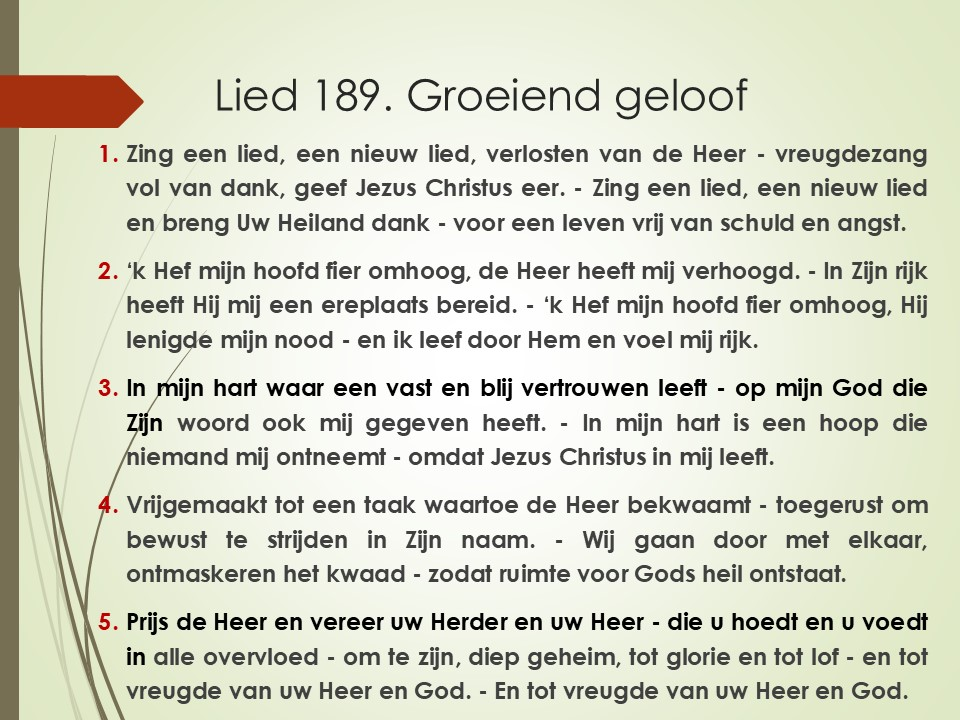 Lied 189. Groeiend geloof
1. Zing een lied, een nieuw lied, verlosten van de Heer - vreugdezang
vol van dank, geef Jezus Christus eer. - Zing een lied, een nieuw lied
en breng Uw Heiland dank - voor een leven vrij van schuld en angst.
2. ‘k Hef mijn hoofd fier omhoog, de Heer heeft mij verhoogd. - In Zijn rijk
heeft Hij mij een ereplaats bereid. - ‘k Hef mijn hoofd fier omhoog, Hij
lenigde mijn nood - en ik leef door Hem en voel mij rijk.
3. In mijn hart waar een vast en blij vertrouwen leeft - op mijn God die
Zijn woord ook mij gegeven heeft. - In mijn hart is een hoop die
niemand mij ontneemt - omdat Jezus Christus in mij leeft.
4. Vrijgemaakt tot een taak waartoe de Heer bekwaamt - toegerust om
bewust te strijden in Zijn naam. - Wij gaan door met elkaar,
ontmaskeren het kwaad - zodat ruimte voor Gods heil ontstaat.
5. Prijs de Heer en vereer uw Herder en uw Heer - die u hoedt en u voedt
in alle overvloed - om te zijn, diep geheim, tot glorie en tot lof - en tot
vreugde van uw Heer en God. - En tot vreugde van uw Heer en God.